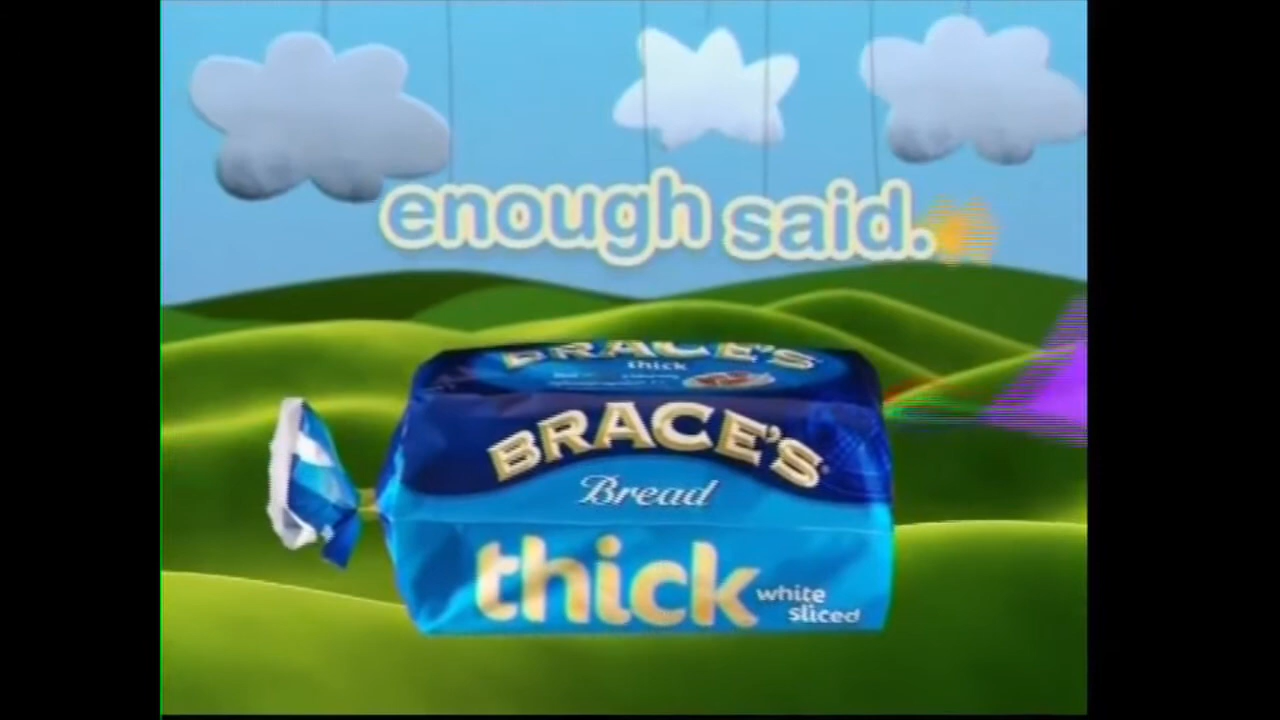 enough said.
BRACE'S
thick
BRACE'S
Bread
thick
white
sliced